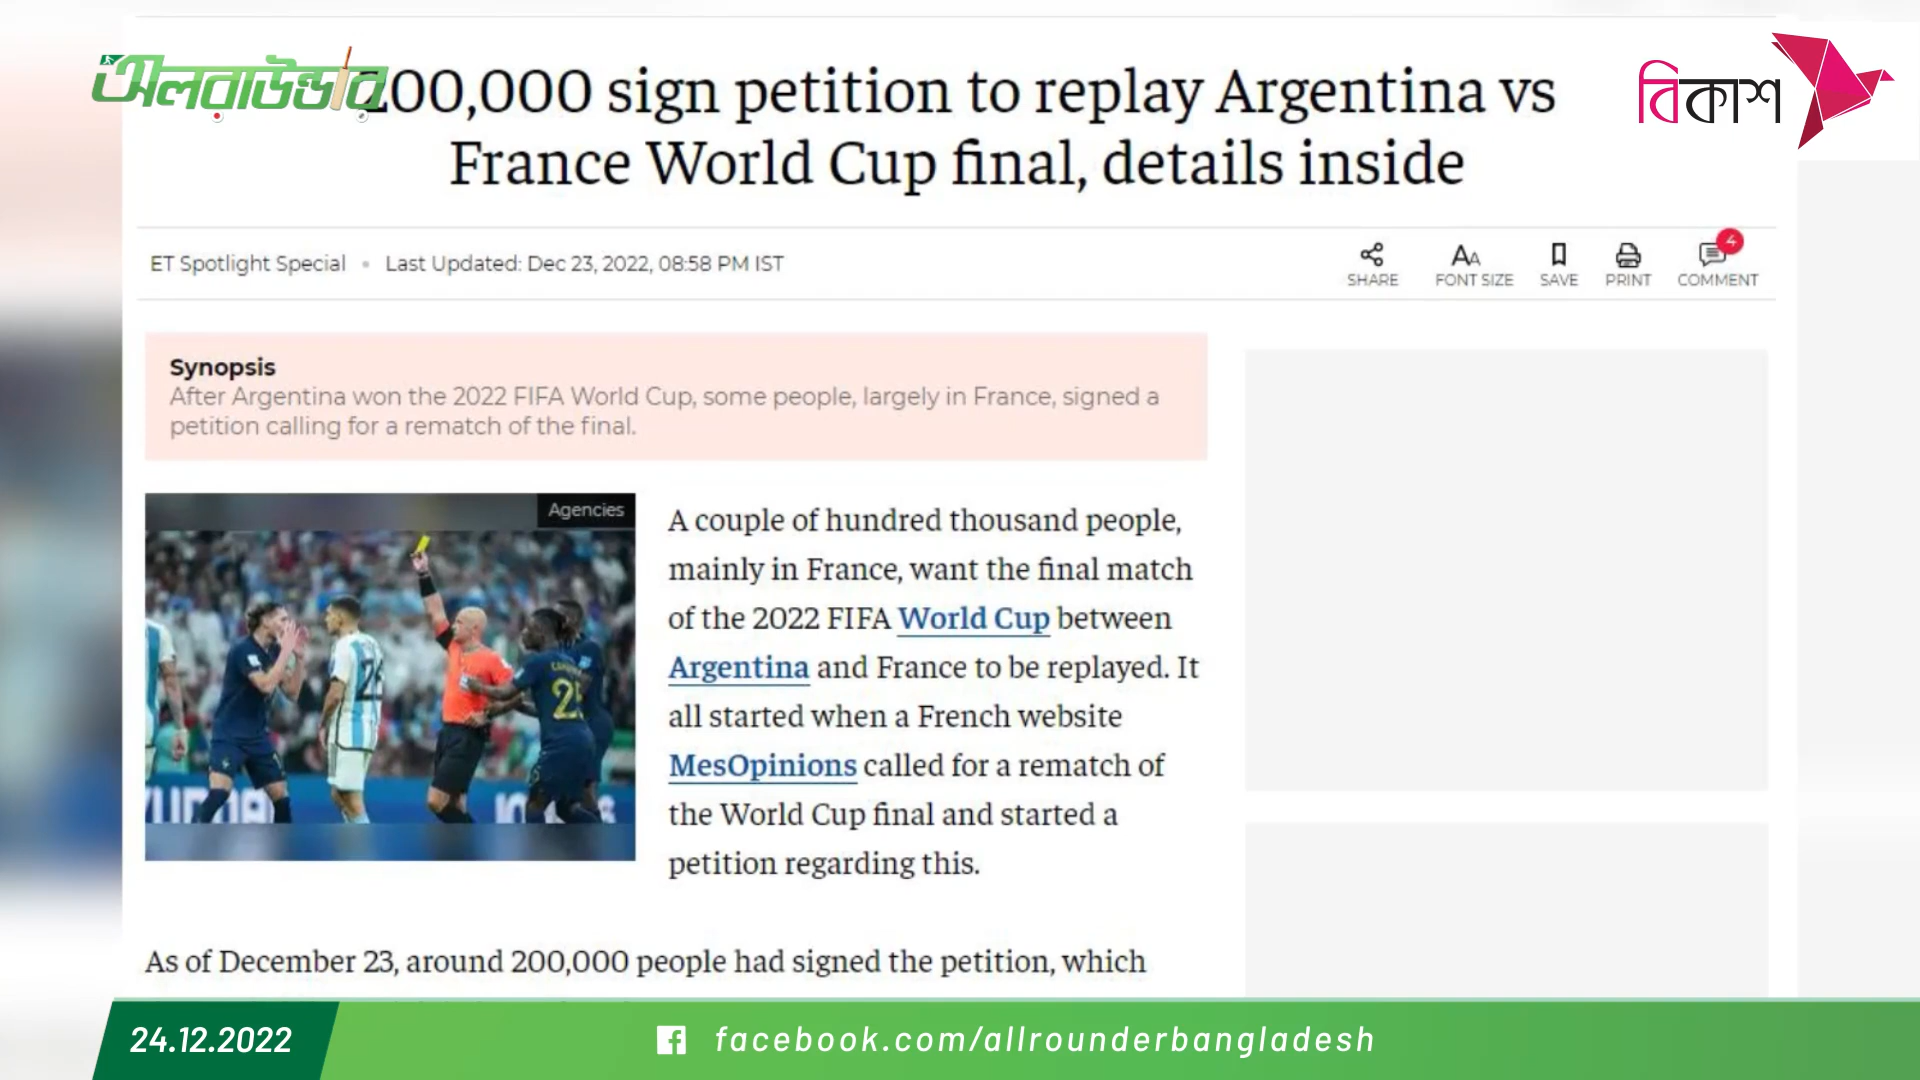 অলরাউন্ডার
200,000 sign petition to replay Argentina vs
France World Cup final, details inside
বিকাশ
ET Spotlight Special • Last Updated: Dec 23, 2022, 08:58 PM IST
SHARE
AA FONT SIZE
SAVE
PRINT
4
COMMENT
Synopsis
After Argentina won the 2022 FIFA World Cup, some people, largely in France, signed a
petition calling for a rematch of the final.
Agencies
A couple of hundred thousand people,
mainly in France, want the final match
of the 2022 FIFA World Cup between
Argentina and France to be replayed. It
all started when a French website
MesOpinions called for a rematch of
the World Cup final and started a
petition regarding this.
As of December 23, around 200,000 people had signed the petition, which
24.12.2022
facebook.com/allrounderbangladesh